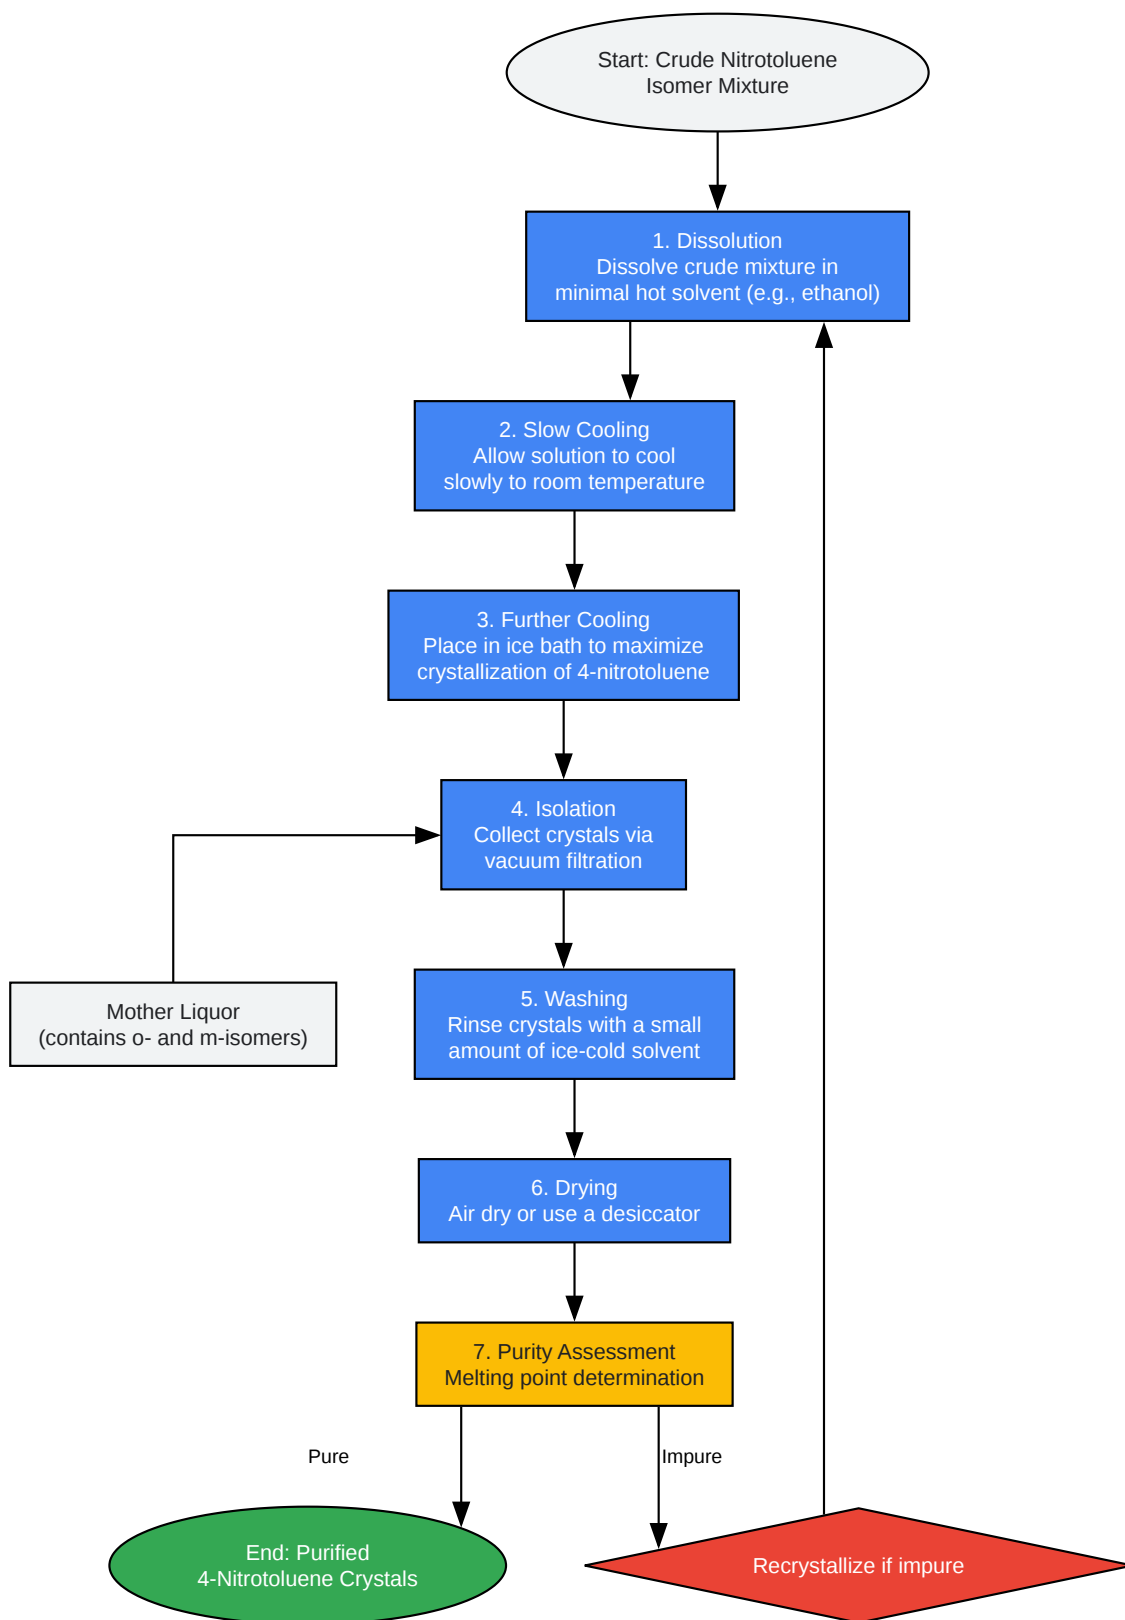 Start: Crude Nitrotoluene
Isomer Mixture
1. Dissolution
Dissolve crude mixture in
minimal hot solvent (e.g., ethanol)
2. Slow Cooling
Allow solution to cool
slowly to room temperature
3. Further Cooling
Place in ice bath to maximize
crystallization of 4-nitrotoluene
4. Isolation
Collect crystals via
vacuum filtration
Mother Liquor
(contains o- and m-isomers)
5. Washing
Rinse crystals with a small
amount of ice-cold solvent
6. Drying
Air dry or use a desiccator
7. Purity Assessment
Melting point determination
Pure
Impure
End: Purified
4-Nitrotoluene Crystals
Recrystallize if impure